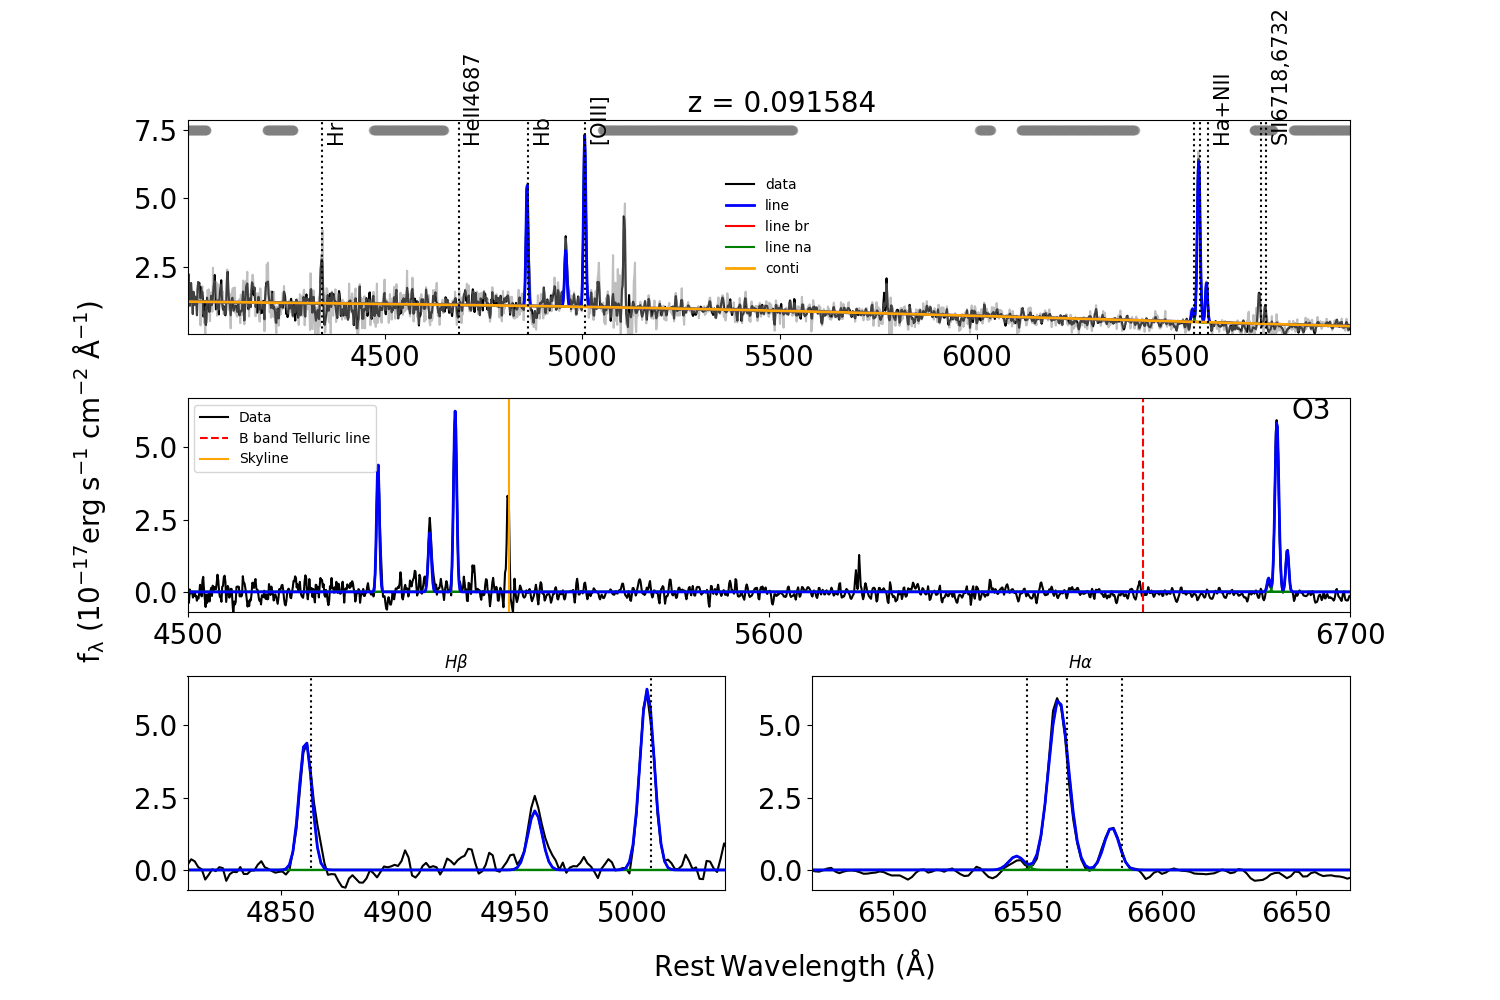 z = 0.091584
Hr
HeII4687
Hb
[OIII]
Ha+NII
SII6718,6732
7.5
5.0
2.5
data
line
line br
line na
conti
4500 5000 5500 6000 6500
f_λ (10⁻¹⁷erg s⁻¹ cm⁻² Å⁻¹)
O3
Data
B band Telluric line
Skyline
5.0
2.5
0.0
4500 5600 6700
Hβ
5.0
2.5
0.0
4850 4900 4950 5000
Hα
5.0
2.5
0.0
6500 6550 6600 6650
Rest Wavelength (Å)